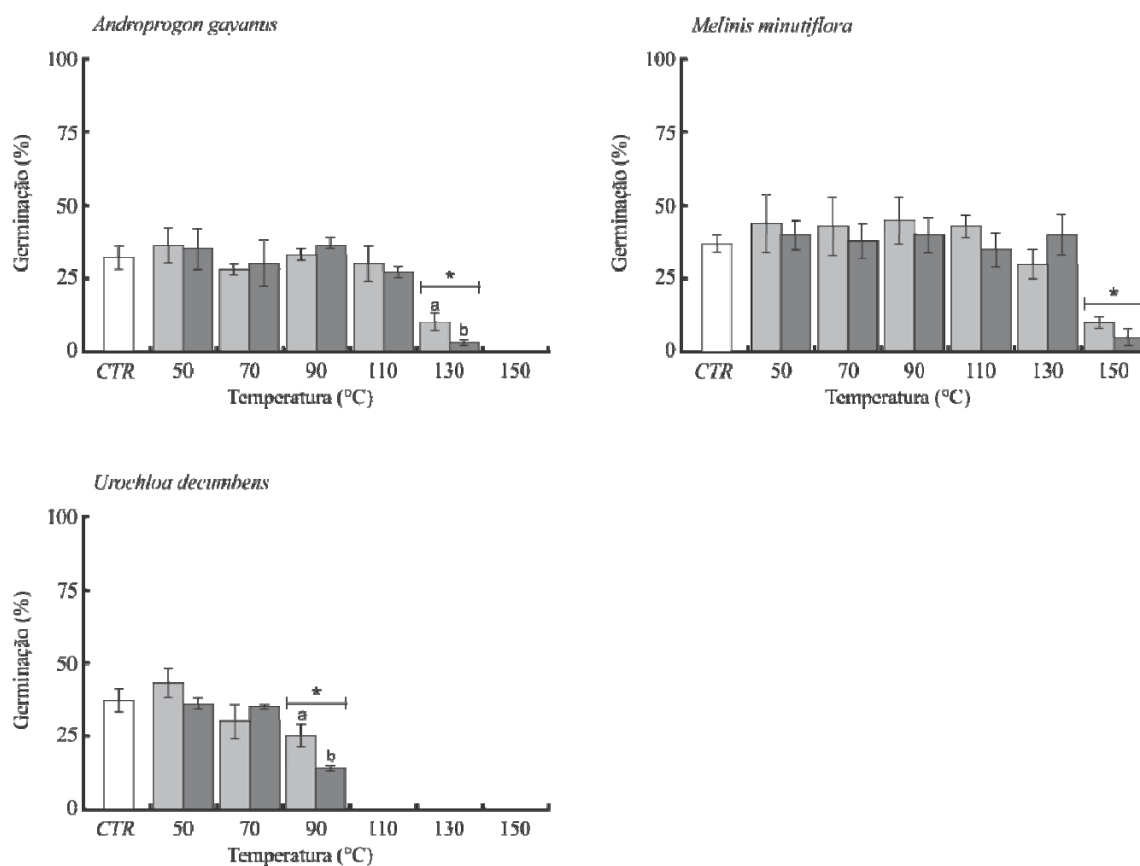 Androprogon gayanus
100
75
50
25
0
Germinação (%)
*
a
b
CTR 50 70 90 110 130 150
Temperatura (°C)
Melinis minutiflora
100
75
50
25
0
Germinação (%)
*
CTR 50 70 90 110 130 150
Temperatura (°C)
Urochloa decumbens
100
75
50
25
0
Germinação (%)
*
a
b
CTR 50 70 90 110 130 150
Temperatura (°C)